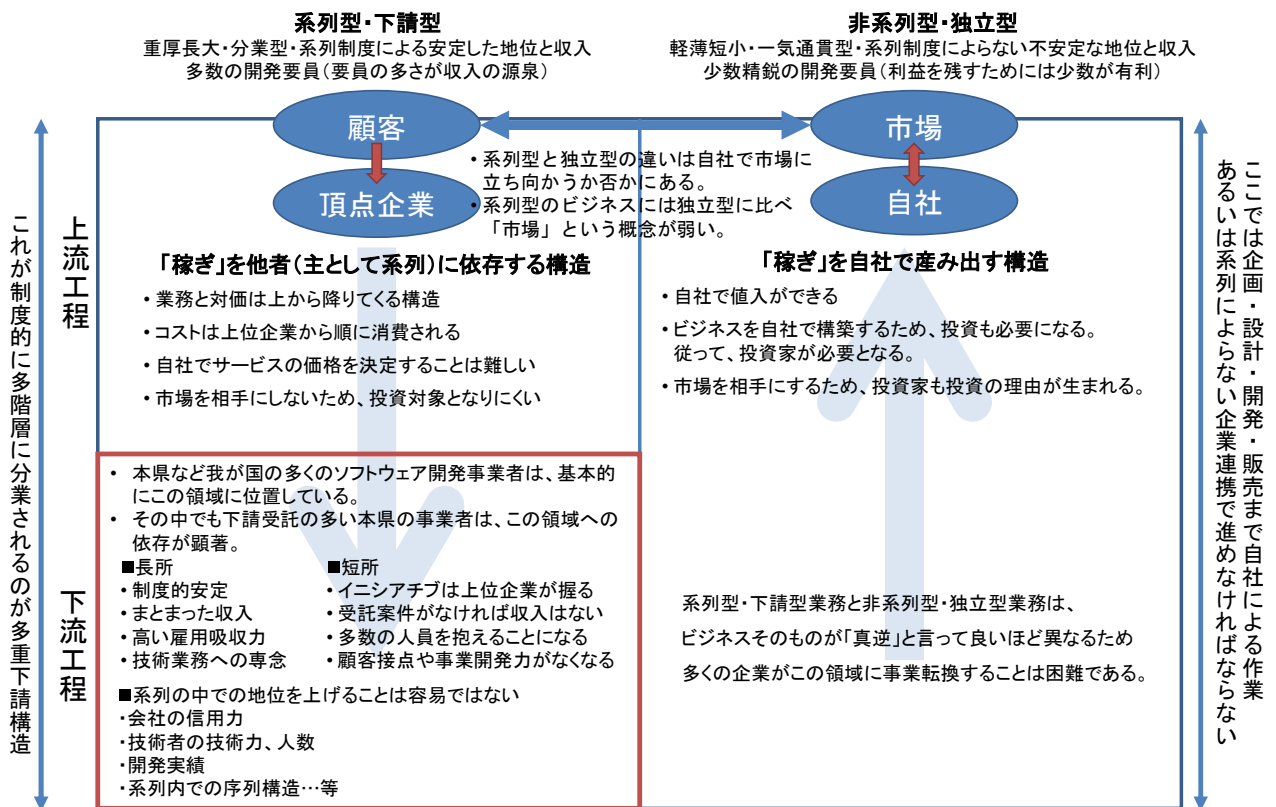 系列型・下請型
重厚長大・分業型・系列制度による安定した地位と収入
多数の開発要員(要員の多さが収入の源泉)
非系列型・独立型
軽薄短小・一気通貫型・系列制度によらない不安定な地位と収入
少数精鋭の開発要員(利益を残すためには少数が有利)
これが制度的に多階層に分業されるのが多重下請構造
上流工程
下流工程
顧客
頂点企業
市場
自社
・系列型と独立型の違いは自社で市場に
立ち向かうか否かにある。
・系列型のビジネスには独立型に比べ
「市場」という概念が弱い。
「稼ぎ」を他者(主として系列)に依存する構造
・業務と対価は上から降りてくる構造
・コストは上位企業から順に消費される
・自社でサービスの価格を決定することは難しい
・市場を相手にしないため、投資対象となりにくい
「稼ぎ」を自社で産み出す構造
・自社で値入ができる
・ビジネスを自社で構築するため、投資も必要になる。
従って、投資家が必要となる。
・市場を相手にするため、投資家も投資の理由が生まれる。
・本県など我が国の多くのソフトウェア開発事業者は、基本的
にこの領域に位置している。
・その中でも下請受託の多い本県の事業者は、この領域への
依存が顕著。
■長所
・制度的安定
・まとまった収入
・高い雇用吸収力
・技術業務への専念
■短所
・イニシアチブは上位企業が握る
・受託案件がなければ収入はない
・多数の人員を抱えることになる
・顧客接点や事業開発力がなくなる
■系列の中での地位を上げることは容易ではない
・会社の信用力
・技術者の技術力、人数
・開発実績
・系列内での序列構造…等
系列型・下請型業務と非系列型・独立型業務は、
ビジネスそのものが「真逆」と言って良いほど異なるため
多くの企業がこの領域に事業転換することは困難である。
ここでは企画・設計・開発・販売まで自社による作業
あるいは系列によらない企業連携で進めなければならない